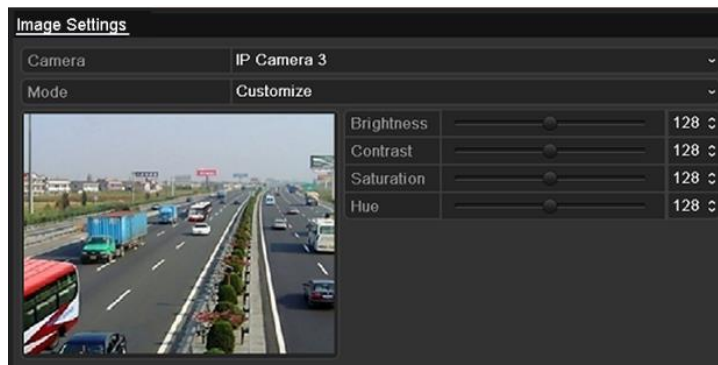 Image Settings
Camera IP Camera 3
Mode Customize
Brightness 128
Contrast 128
Saturation 128
Hue 128